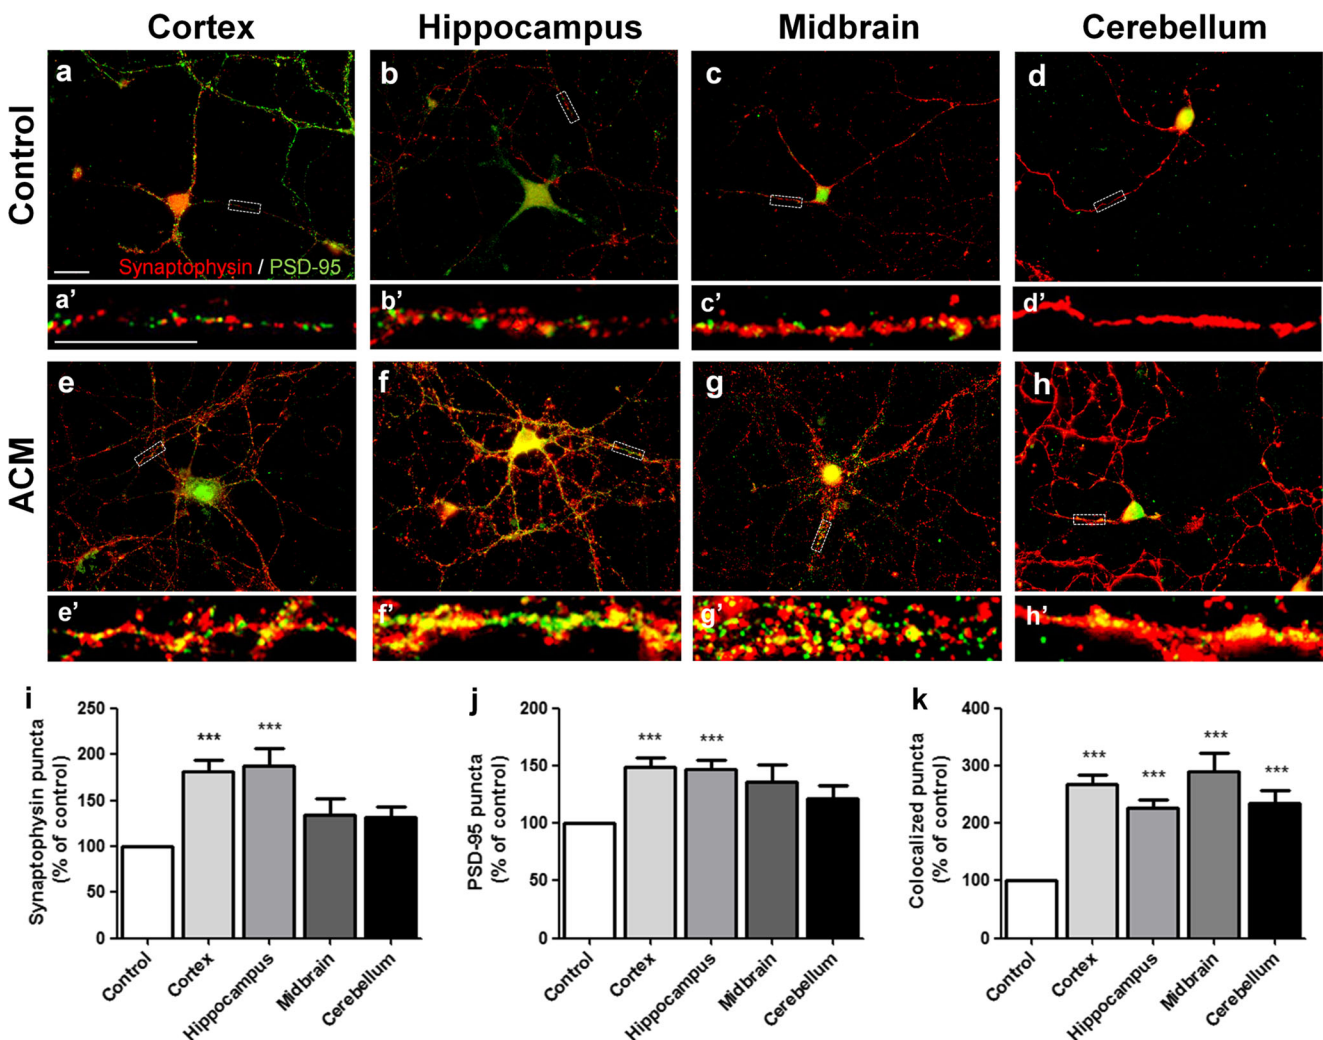 Cortex Hippocampus Midbrain Cerebellum
Control
a b c d
Synaptophysin / PSD-95
a’ b’ c’ d’
ACM
e f g h
e’ f’ g’ h’
i j k
Synaptophysin puncta
(% of control)
250
200
150
100
50
0
*** ***
Control Cortex Hippocampus Midbrain Cerebellum
PSD-95 puncta
(% of control)
200
150
100
50
0
*** ***
Control Cortex Hippocampus Midbrain Cerebellum
Colocalized puncta
(% of control)
400
300
200
100
0
*** *** *** ***
Control Cortex Hippocampus Midbrain Cerebellum